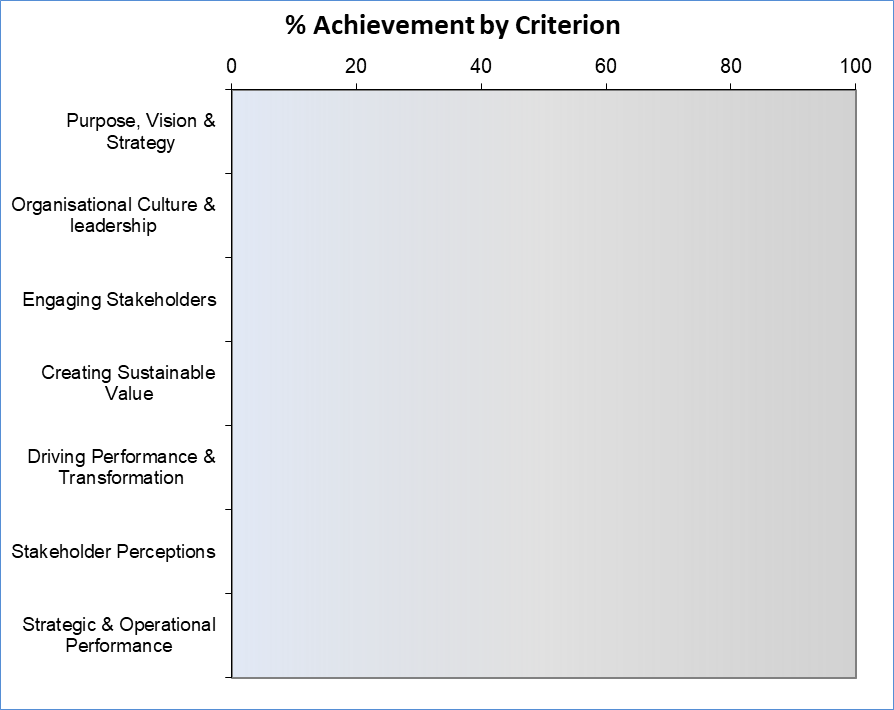 % Achievement by Criterion
0 20 40 60 80 100
Purpose, Vision &
Strategy
Organisational Culture &
leadership
Engaging Stakeholders
Creating Sustainable
Value
Driving Performance &
Transformation
Stakeholder Perceptions
Strategic & Operational
Performance